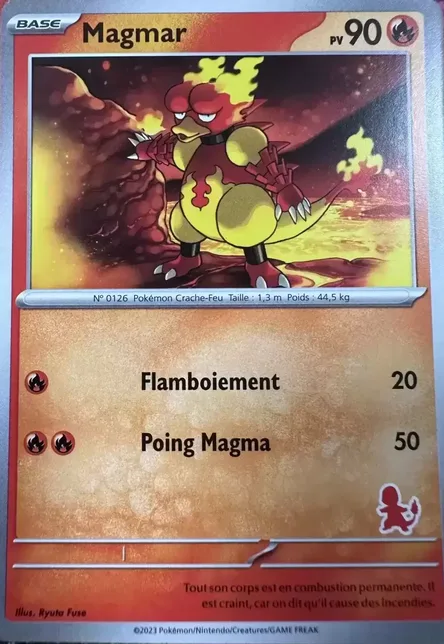 BASE
Magmar
PV 90
N° 0126 Pokémon Crache-Feu Taille : 1,3 m Poids : 44,5 kg
Flamboiement 20
Poing Magma 50
Tout son corps est en combustion permanente. Il
est craint, car on dit qu'il cause des incendies.
Illus. Ryuta Fuse
©2023 Pokémon/Nintendo/Creatures/GAME FREAK